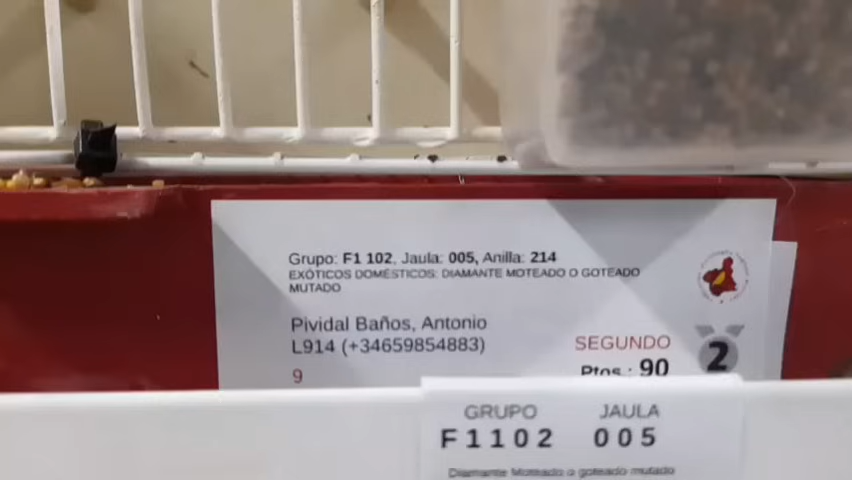 Grupo: F1 102, Jaula: 005, Anilla: 214
EXÓTICOS DOMÉSTICOS: DIAMANTE MOTEADO O GOTEADO
MUTADO
Pividal Baños, Antonio
L914 (+34659854883)
SEGUNDO
2
Ptos.: 90
9
GRUPO JAULA
F1102 005
Diamante Moteado o goteado mutado